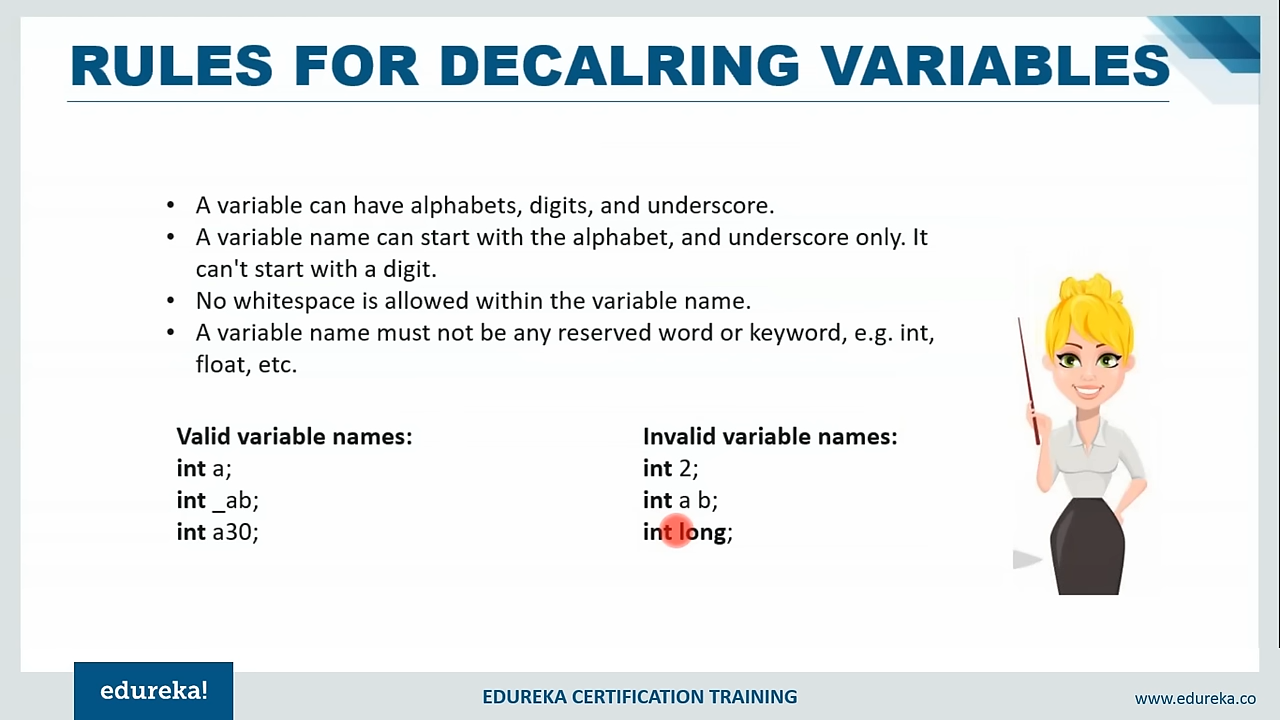 RULES FOR DECALRING VARIABLES
• A variable can have alphabets, digits, and underscore.
• A variable name can start with the alphabet, and underscore only. It
can't start with a digit.
• No whitespace is allowed within the variable name.
• A variable name must not be any reserved word or keyword, e.g. int,
float, etc.
Valid variable names:
int a;
int _ab;
int a30;
Invalid variable names:
int 2;
int a b;
int long;
edureka!
EDUREKA CERTIFICATION TRAINING
www.edureka.co